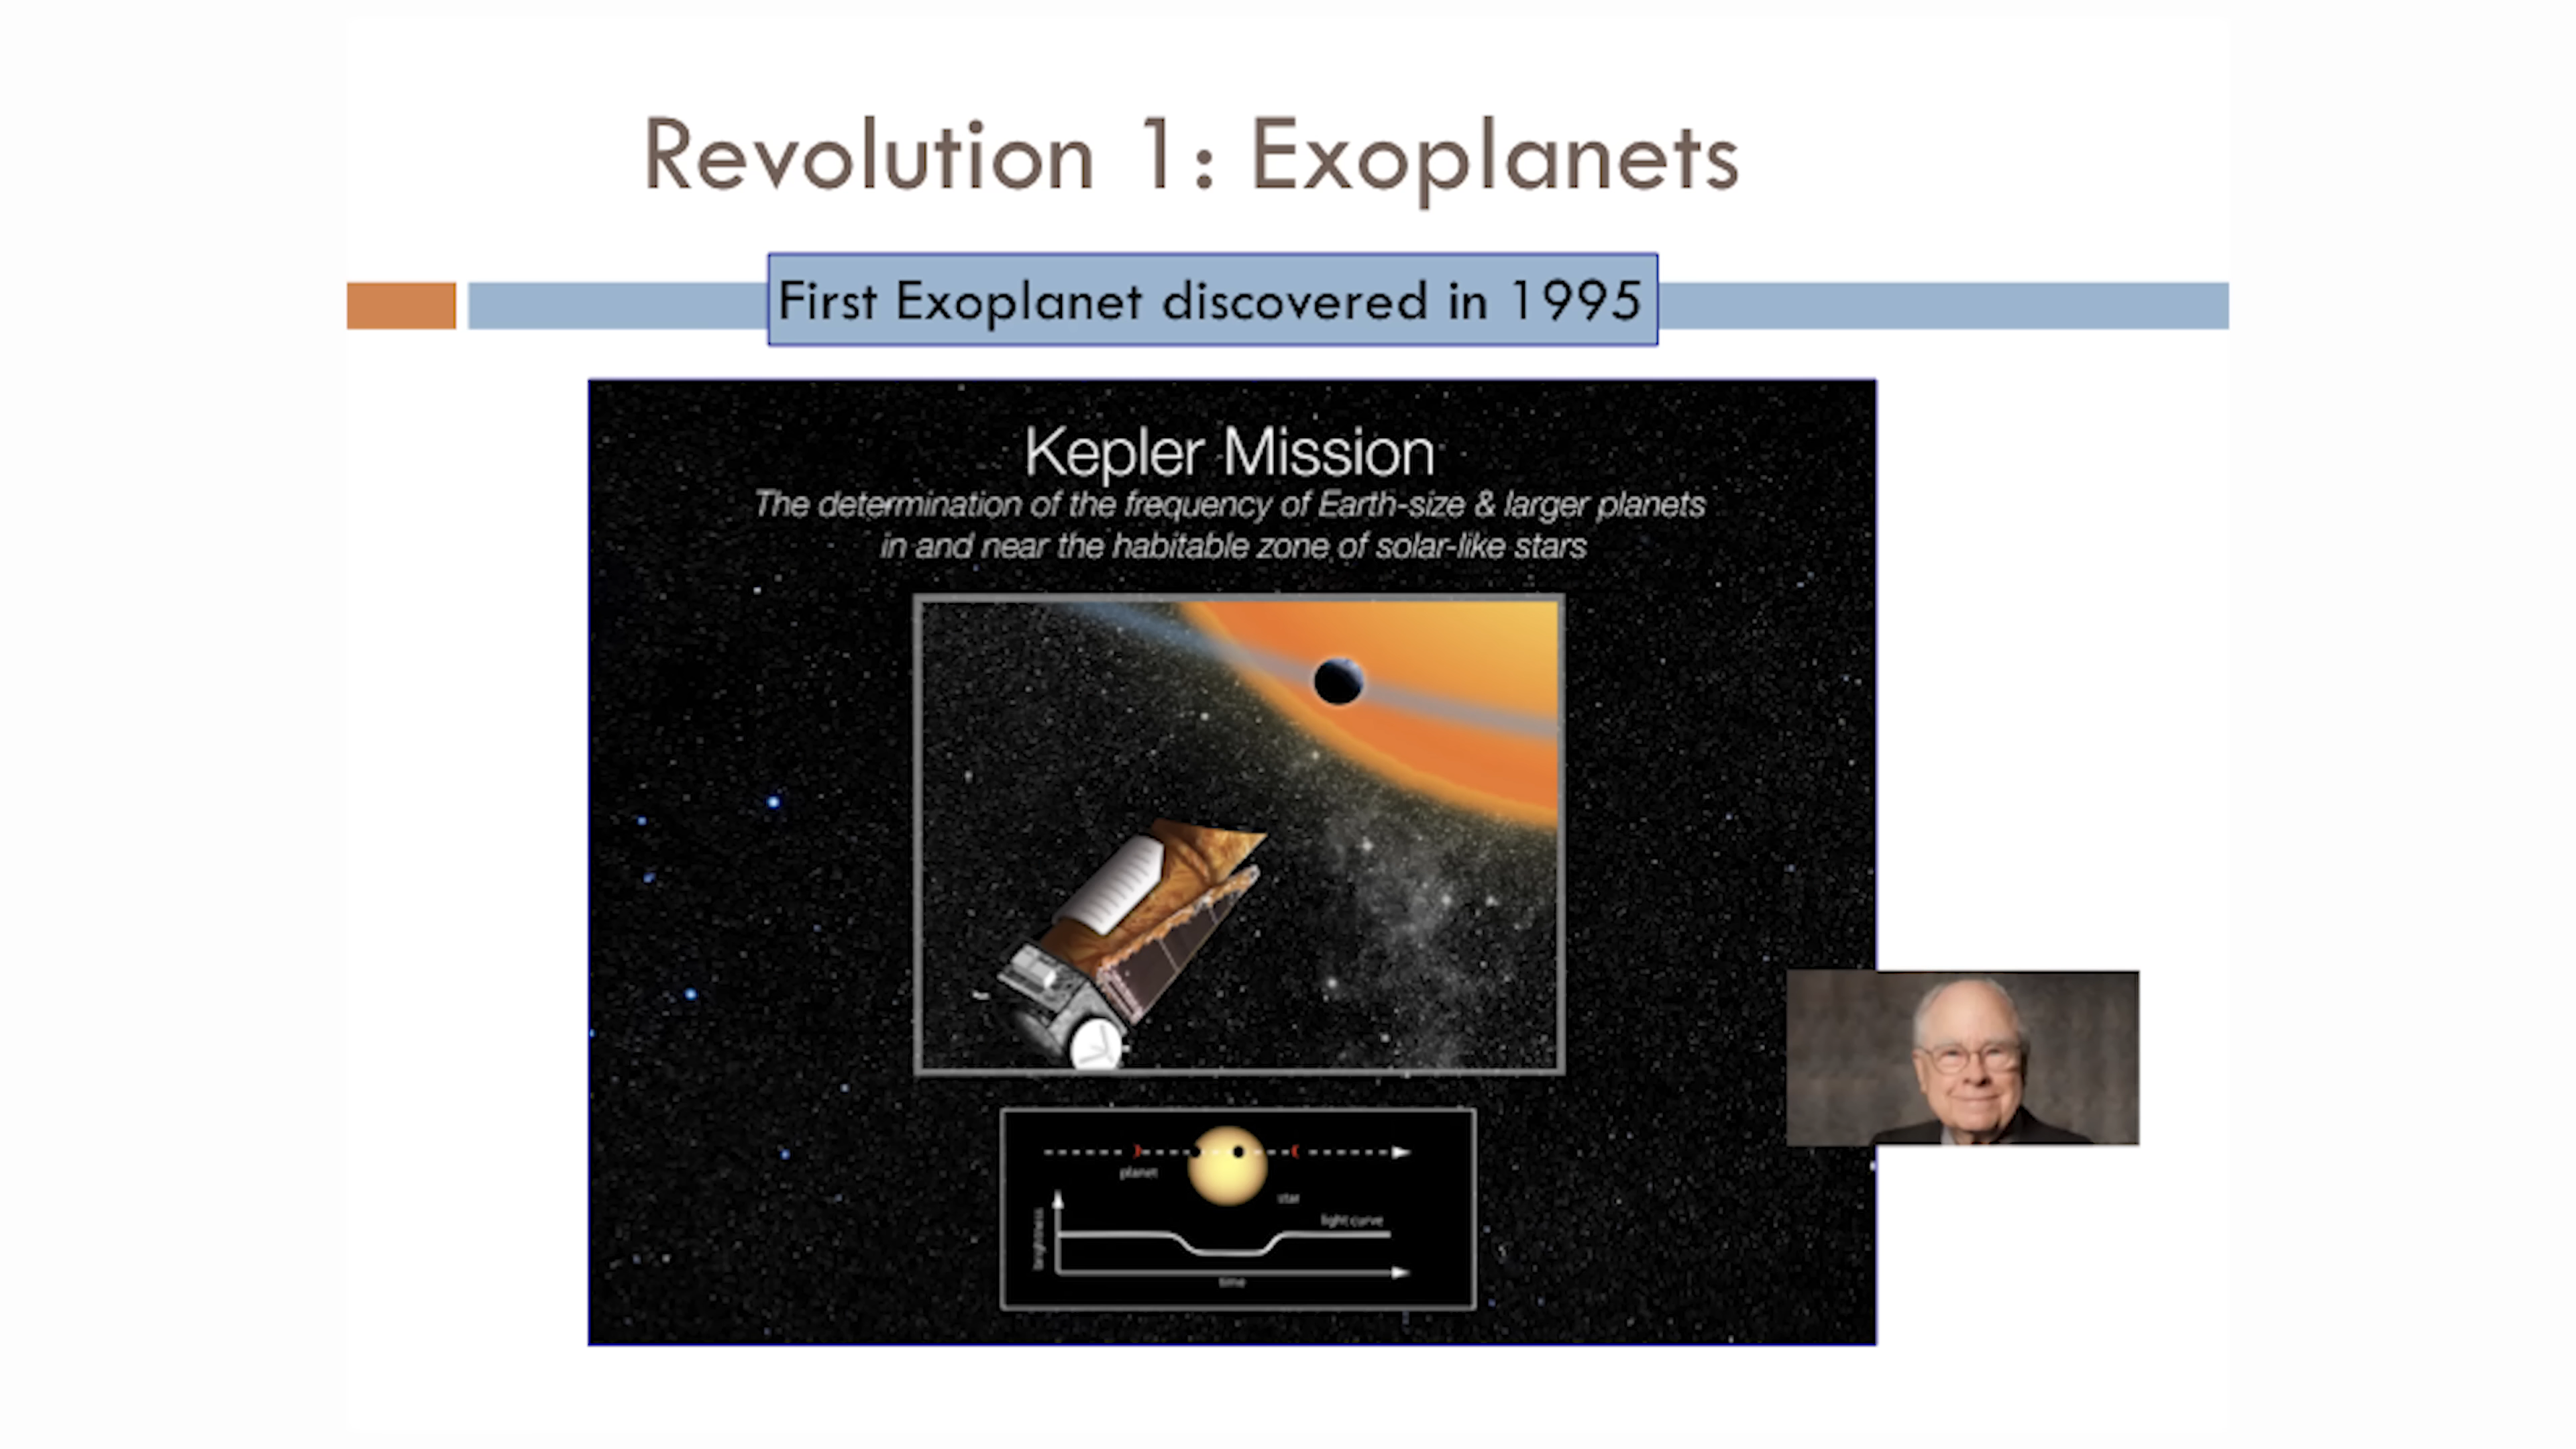 Revolution 1: Exoplanets
First Exoplanet discovered in 1995
Kepler Mission
The determination of the frequency of Earth-size & larger planets
in and near the habitable zone of solar-like stars
planet
star
light curve
brightness
time